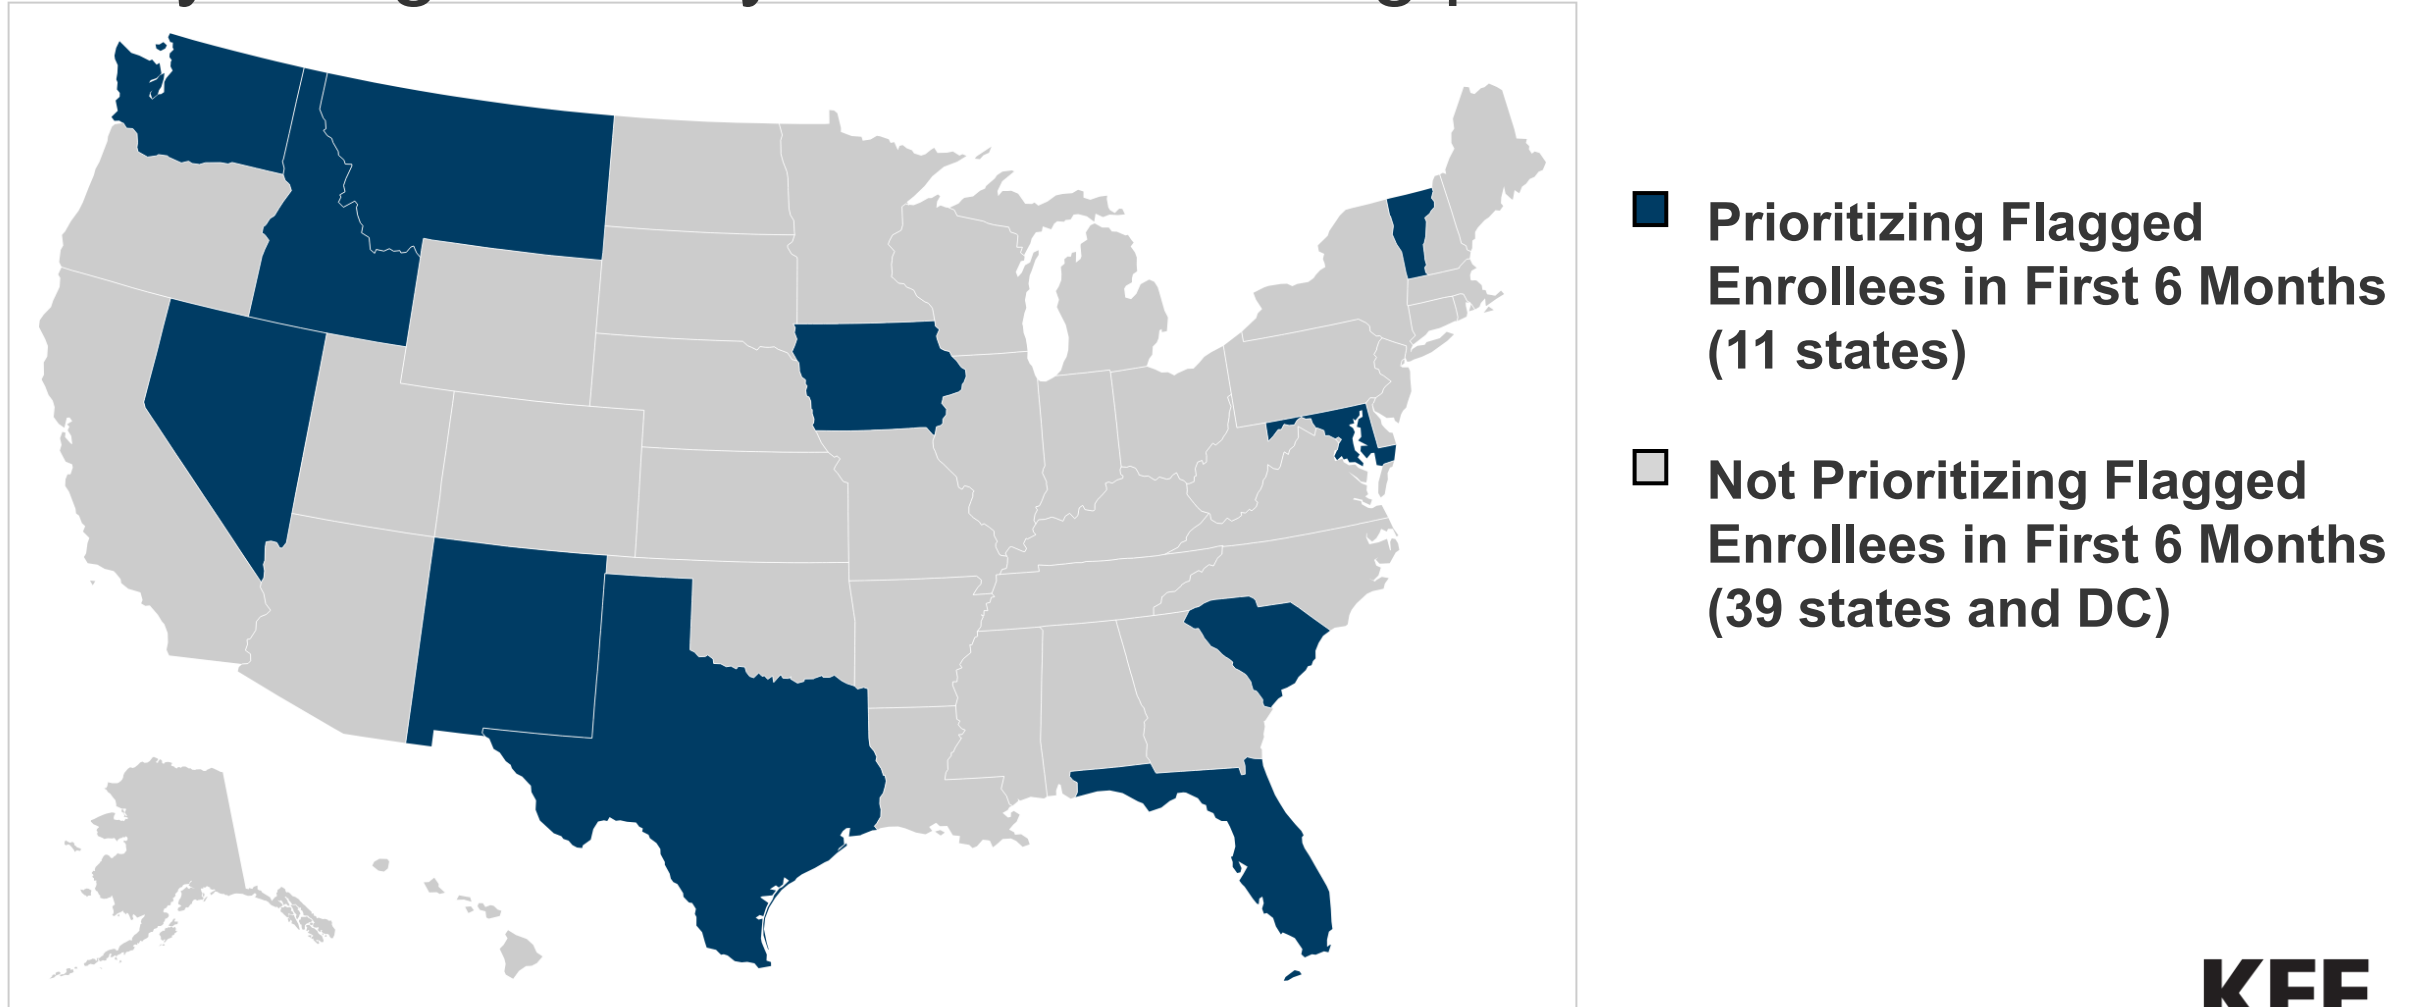 Prioritizing Flagged
Enrollees in First 6 Months
(11 states)
Not Prioritizing Flagged
Enrollees in First 6 Months
(39 states and DC)
KFF